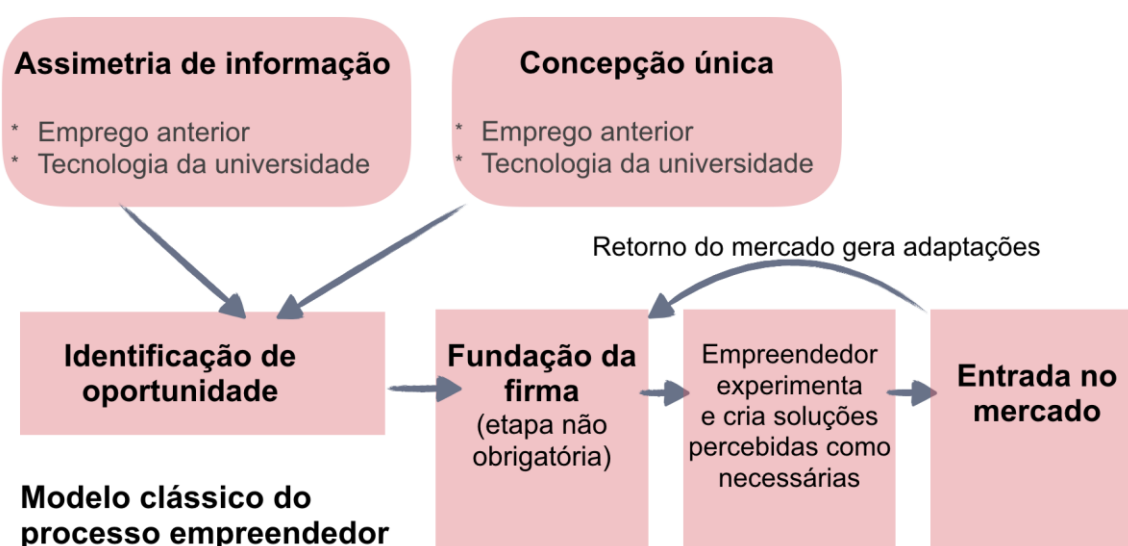 Assimetria de informação
* Emprego anterior
* Tecnologia da universidade
Concepção única
* Emprego anterior
* Tecnologia da universidade
Retorno do mercado gera adaptações
Identificação de
oportunidade
Fundação da
firma
(etapa não
obrigatória)
Empreendedor
experimenta
e cria soluções
percebidas como
necessárias
Entrada no
mercado
Modelo clássico do
processo empreendedor